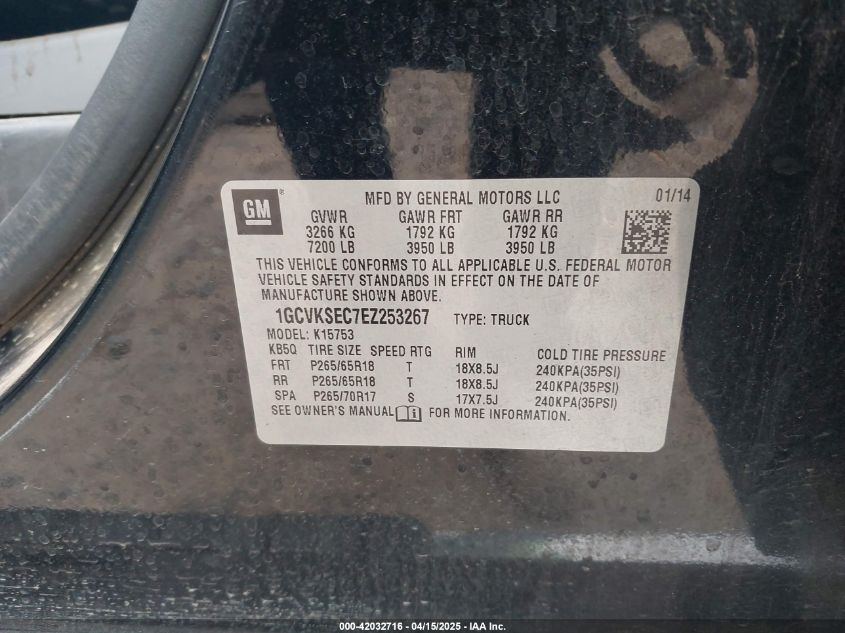 GM
MFD BY GENERAL MOTORS LLC 01/14
GVWR GAWR FRT GAWR RR
3266 KG 1792 KG 1792 KG
7200 LB 3950 LB 3950 LB
THIS VEHICLE CONFORMS TO ALL APPLICABLE U.S. FEDERAL MOTOR
VEHICLE SAFETY STANDARDS IN EFFECT ON THE DATE OF
MANUFACTURE SHOWN ABOVE.
1GCVKSEC7EZ253267 TYPE: TRUCK
MODEL: K15753
KB5Q TIRE SIZE SPEED RTG RIM COLD TIRE PRESSURE
FRT P265/65R18 T 18X8.5J 240KPA(35PSI)
RR P265/65R18 T 18X8.5J 240KPA(35PSI)
SPA P265/70R17 S 17X7.5J 240KPA(35PSI)
SEE OWNER'S MANUAL i FOR MORE INFORMATION.
000-42032716 - 04/15/2025 - IAA Inc.